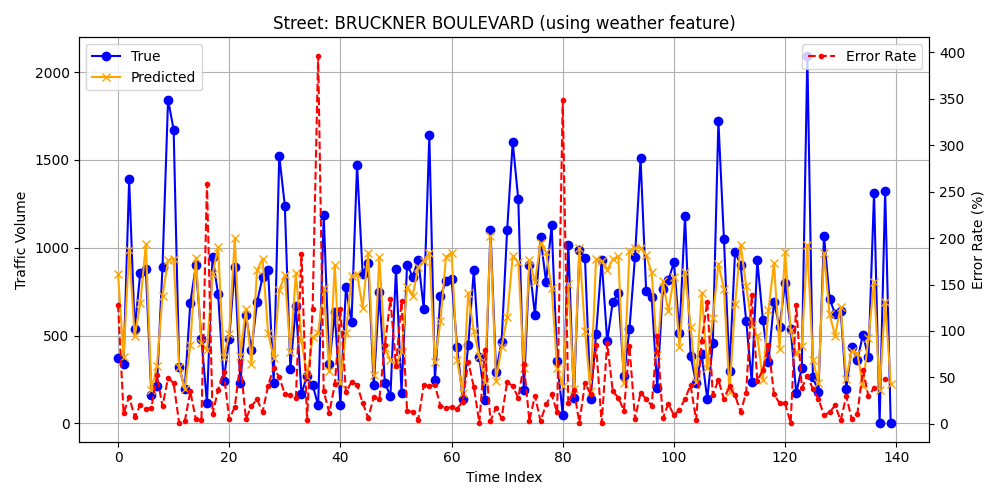 Street: BRUCKNER BOULEVARD (using weather feature)
True
Predicted
Error Rate
2000
1500
1000
500
0
Traffic Volume
400
350
300
250
200
150
100
50
0
Error Rate (%)
0 20 40 60 80 100 120 140
Time Index